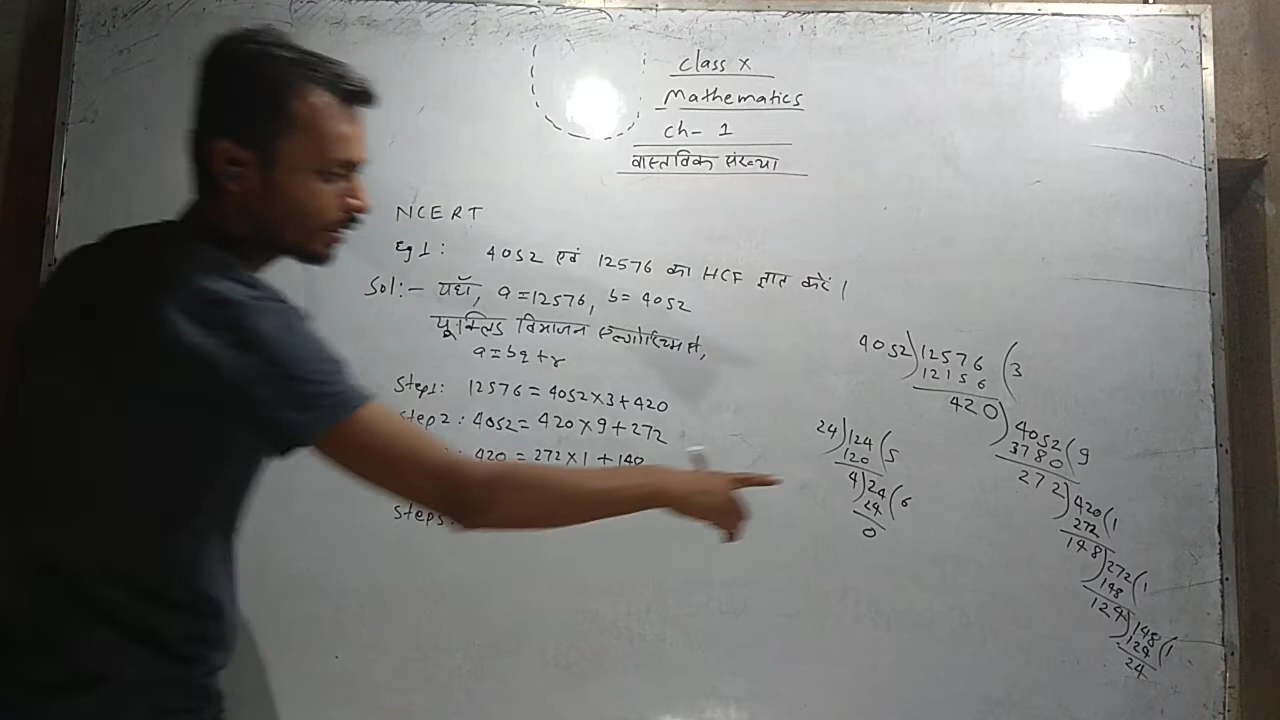 Class X
Mathematics
Ch- 1
वास्तविक संख्या
NCERT
Eg 1: 4052 एवं 12576 का HCF ज्ञात करें।
Sol:- यहाँ, a=12576, b=4052
यूक्लिड विभाजन एल्गोरिथम से,
a=bq+r
Step1: 12576 = 4052×3+420
Step2: 4052= 420×9+272
: 420 = 272×1+140
Step5:
4052)12576(3
12156
420)4052(9
3780
272)420(1
272
148)272(1
148
124)148(1
124
24
24)124(5
120
4)24(6
24
0